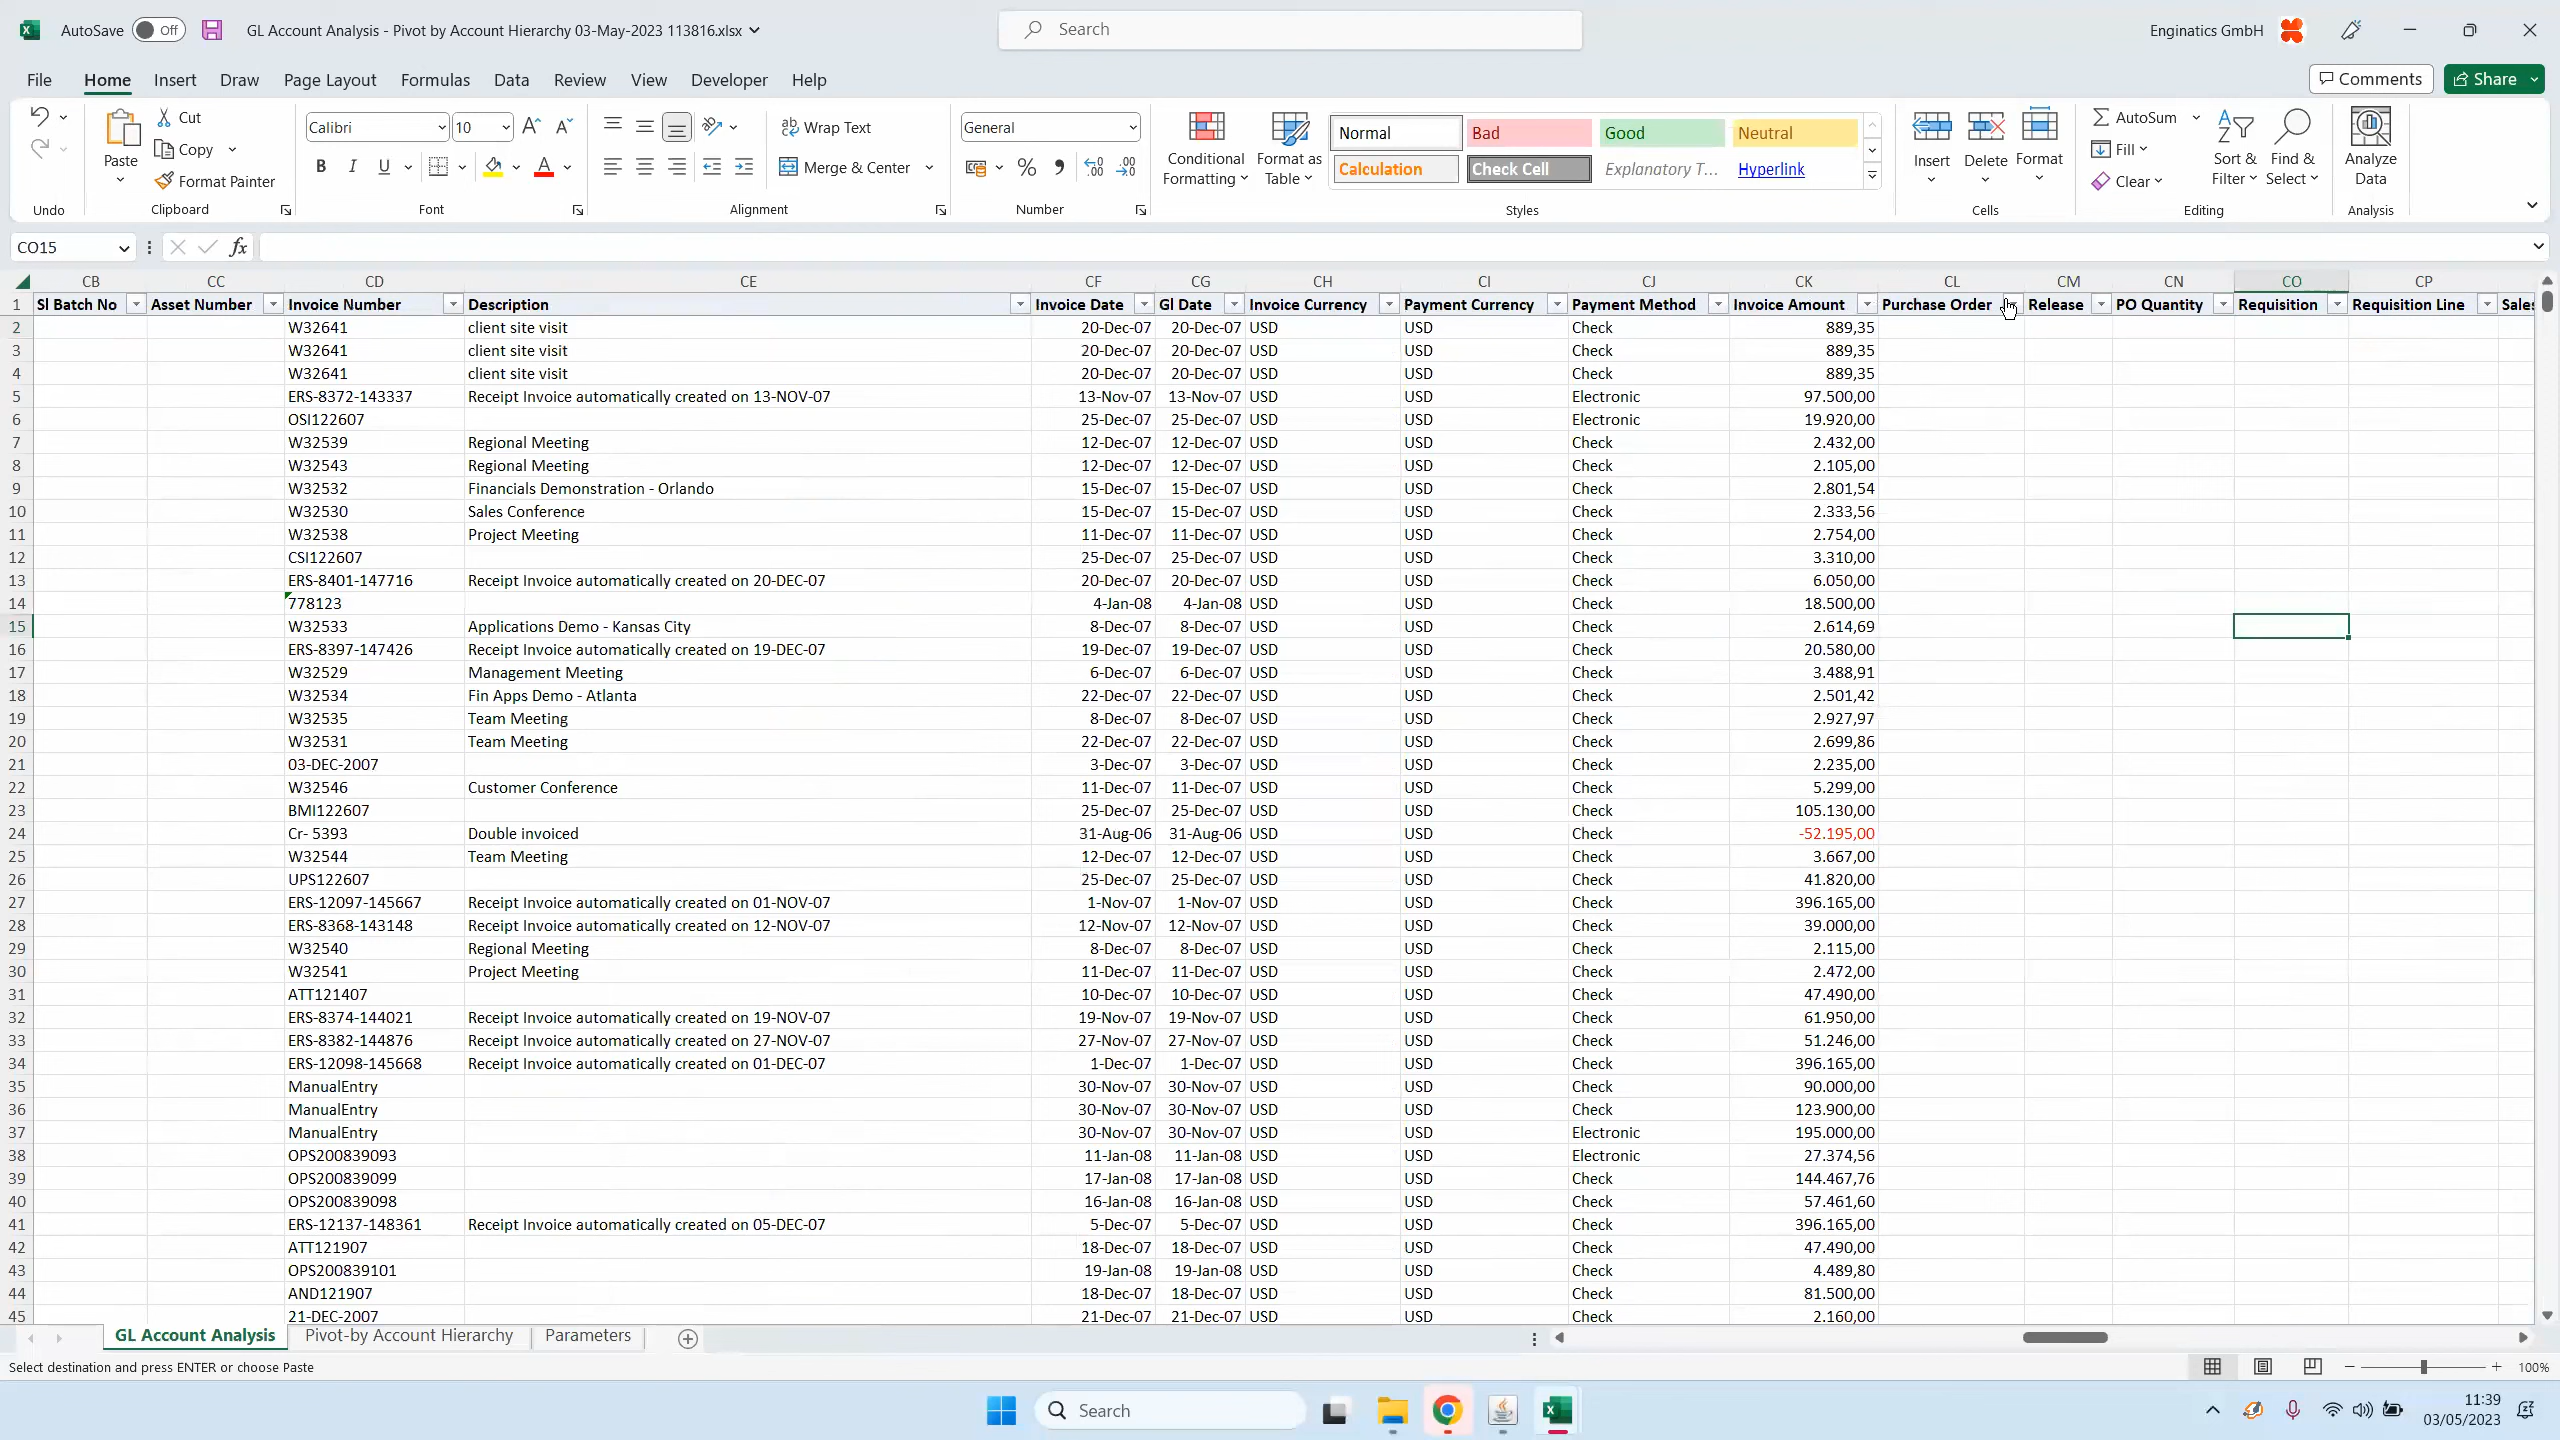 AutoSave Off GL Account Analysis - Pivot by Account Hierarchy 03-May-2023 113816.xlsx Search Enginatics GmbH
File Home Insert Draw Page Layout Formulas Data Review View Developer Help Comments Share
Cut Calibri 10 Wrap Text General Normal Bad Good Neutral AutoSum
Paste Copy Merge & Center Conditional Formatting Format as Table Calculation Check Cell Explanatory T... Hyperlink Insert Delete Format Fill Sort & Filter Find & Select Analyze Data
Format Painter B I U A % Clear
Undo Clipboard Font Alignment Number Styles Cells Editing Analysis
CO15 fx
CB CC CD CE CF CG CH CI CJ CK CL CM CN CO CP
1 Sl Batch No Asset Number Invoice Number Description Invoice Date Gl Date Invoice Currency Payment Currency Payment Method Invoice Amount Purchase Order Release PO Quantity Requisition Requisition Line Sales
2 W32641 client site visit 20-Dec-07 20-Dec-07 USD USD Check 889,35
3 W32641 client site visit 20-Dec-07 20-Dec-07 USD USD Check 889,35
4 W32641 client site visit 20-Dec-07 20-Dec-07 USD USD Check 889,35
5 ERS-8372-143337 Receipt Invoice automatically created on 13-NOV-07 13-Nov-07 13-Nov-07 USD USD Electronic 97.500,00
6 OSI122607 25-Dec-07 25-Dec-07 USD USD Electronic 19.920,00
7 W32539 Regional Meeting 12-Dec-07 12-Dec-07 USD USD Check 2.432,00
8 W32543 Regional Meeting 12-Dec-07 12-Dec-07 USD USD Check 2.105,00
9 W32532 Financials Demonstration - Orlando 15-Dec-07 15-Dec-07 USD USD Check 2.801,54
10 W32530 Sales Conference 15-Dec-07 15-Dec-07 USD USD Check 2.333,56
11 W32538 Project Meeting 11-Dec-07 11-Dec-07 USD USD Check 2.754,00
12 CSI122607 25-Dec-07 25-Dec-07 USD USD Check 3.310,00
13 ERS-8401-147716 Receipt Invoice automatically created on 20-DEC-07 20-Dec-07 20-Dec-07 USD USD Check 6.050,00
14 778123 4-Jan-08 4-Jan-08 USD USD Check 18.500,00
15 W32533 Applications Demo - Kansas City 8-Dec-07 8-Dec-07 USD USD Check 2.614,69
16 ERS-8397-147426 Receipt Invoice automatically created on 19-DEC-07 19-Dec-07 19-Dec-07 USD USD Check 20.580,00
17 W32529 Management Meeting 6-Dec-07 6-Dec-07 USD USD Check 3.488,91
18 W32534 Fin Apps Demo - Atlanta 22-Dec-07 22-Dec-07 USD USD Check 2.501,42
19 W32535 Team Meeting 8-Dec-07 8-Dec-07 USD USD Check 2.927,97
20 W32531 Team Meeting 22-Dec-07 22-Dec-07 USD USD Check 2.699,86
21 03-DEC-2007 3-Dec-07 3-Dec-07 USD USD Check 2.235,00
22 W32546 Customer Conference 11-Dec-07 11-Dec-07 USD USD Check 5.299,00
23 BMI122607 25-Dec-07 25-Dec-07 USD USD Check 105.130,00
24 Cr- 5393 Double invoiced 31-Aug-06 31-Aug-06 USD USD Check -52.195,00
25 W32544 Team Meeting 12-Dec-07 12-Dec-07 USD USD Check 3.667,00
26 UPS122607 25-Dec-07 25-Dec-07 USD USD Check 41.820,00
27 ERS-12097-145667 Receipt Invoice automatically created on 01-NOV-07 1-Nov-07 1-Nov-07 USD USD Check 396.165,00
28 ERS-8368-143148 Receipt Invoice automatically created on 12-NOV-07 12-Nov-07 12-Nov-07 USD USD Check 39.000,00
29 W32540 Regional Meeting 8-Dec-07 8-Dec-07 USD USD Check 2.115,00
30 W32541 Project Meeting 11-Dec-07 11-Dec-07 USD USD Check 2.472,00
31 ATT121407 10-Dec-07 10-Dec-07 USD USD Check 47.490,00
32 ERS-8374-144021 Receipt Invoice automatically created on 19-NOV-07 19-Nov-07 19-Nov-07 USD USD Check 61.950,00
33 ERS-8382-144876 Receipt Invoice automatically created on 27-NOV-07 27-Nov-07 27-Nov-07 USD USD Check 51.246,00
34 ERS-12098-145668 Receipt Invoice automatically created on 01-DEC-07 1-Dec-07 1-Dec-07 USD USD Check 396.165,00
35 ManualEntry 30-Nov-07 30-Nov-07 USD USD Check 90.000,00
36 ManualEntry 30-Nov-07 30-Nov-07 USD USD Check 123.900,00
37 ManualEntry 30-Nov-07 30-Nov-07 USD USD Electronic 195.000,00
38 OPS200839093 11-Jan-08 11-Jan-08 USD USD Electronic 27.374,56
39 OPS200839099 17-Jan-08 17-Jan-08 USD USD Check 144.467,76
40 OPS200839098 16-Jan-08 16-Jan-08 USD USD Check 57.461,60
41 ERS-12137-148361 Receipt Invoice automatically created on 05-DEC-07 5-Dec-07 5-Dec-07 USD USD Check 396.165,00
42 ATT121907 18-Dec-07 18-Dec-07 USD USD Check 47.490,00
43 OPS200839101 19-Jan-08 19-Jan-08 USD USD Check 4.489,80
44 AND121907 18-Dec-07 18-Dec-07 USD USD Check 81.500,00
45 21-DEC-2007 21-Dec-07 21-Dec-07 USD USD Check 2.160,00
GL Account Analysis Pivot-by Account Hierarchy Parameters
Select destination and press ENTER or choose Paste 100%
Search 11:39
03/05/2023